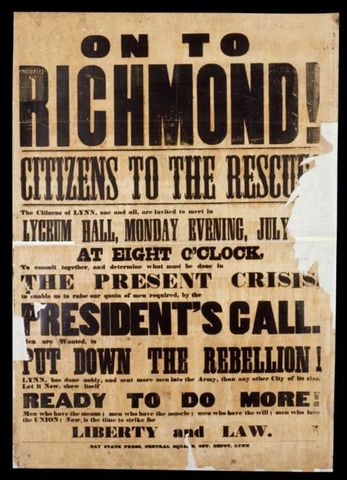 ON TO
RICHMOND!
CITIZENS TO THE RESCUE
The Citizens of LYNN, one and all, are invited to meet in
LYCEUM HALL, MONDAY EVENING, JULY
AT EIGHT O'CLOCK,
To consult together, and determine what must be done in
THE PRESENT CRISIS,
to enable us to raise our quota of men required, by the
PRESIDENT'S CALL.
Men are Wanted, to
PUT DOWN THE REBELLION!
LYNN, has done nobly, and sent more men into the Army, than any other City of its size.
Let it Now, show itself
READY TO DO MORE!
Men who have the means; men who have the muscle; men who have the will; men who love
the UNION; Now, is the time to strike for
LIBERTY and LAW.
BAY STATE PRESS, CENTRAL SQUARE, OPP. DEPOT, LYNN